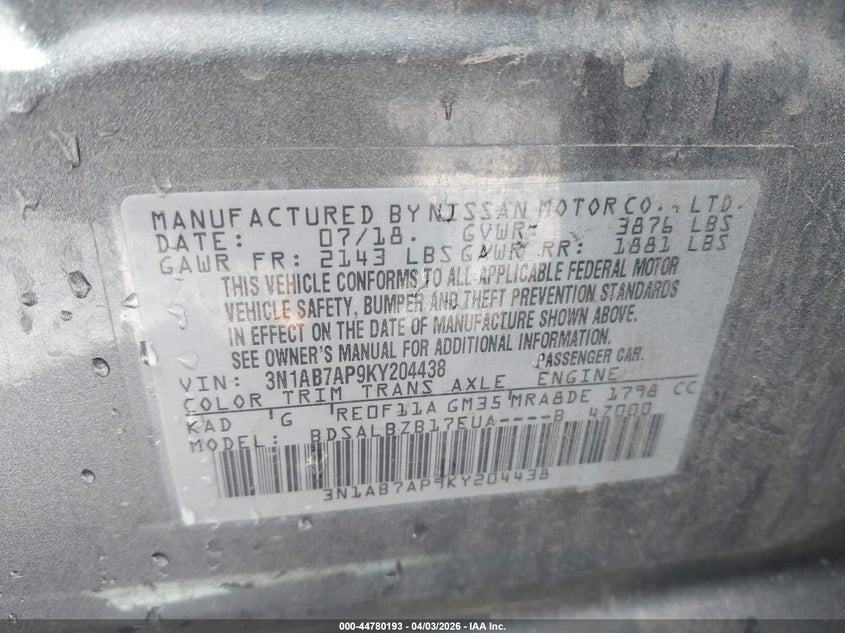 MANUFACTURED BY NISSAN MOTOR CO., LTD.
DATE: 07/18. GVWR- 3876 LBS
GAWR FR: 2143 LBS GAWR RR: 1881 LBS
THIS VEHICLE CONFORMS TO ALL APPLICABLE FEDERAL MOTOR
VEHICLE SAFETY, BUMPER AND THEFT PREVENTION STANDARDS
IN EFFECT ON THE DATE OF MANUFACTURE SHOWN ABOVE.
SEE OWNER'S MANUAL FOR ADDITIONAL INFORMATION.
VIN: 3N1AB7AP9KY204438 PASSENGER CAR.
COLOR TRIM TRANS AXLE ENGINE
KAD G RE0F11A GM35 MRA8DE 1798 CC
MODEL: BDSALBZB17EUA----B 4Z000
3N1AB7AP9KY204438
000-44780193 - 04/03/2026 - IAA Inc.